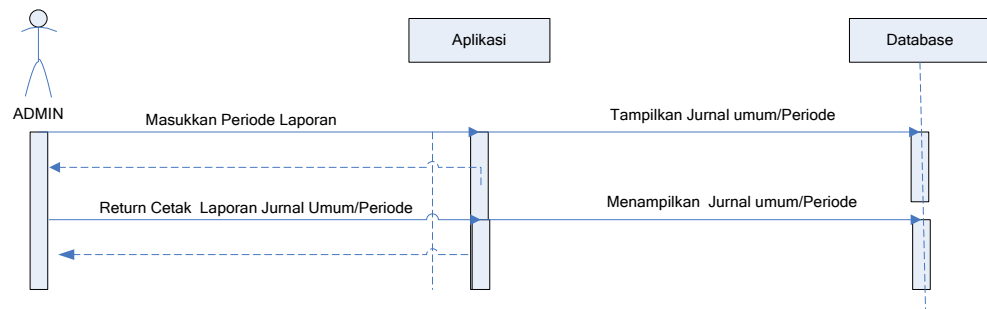 Aplikasi
Database
ADMIN
Masukkan Periode Laporan
Tampilkan Jurnal umum/Periode
Return Cetak Laporan Jurnal Umum/Periode
Menampilkan Jurnal umum/Periode